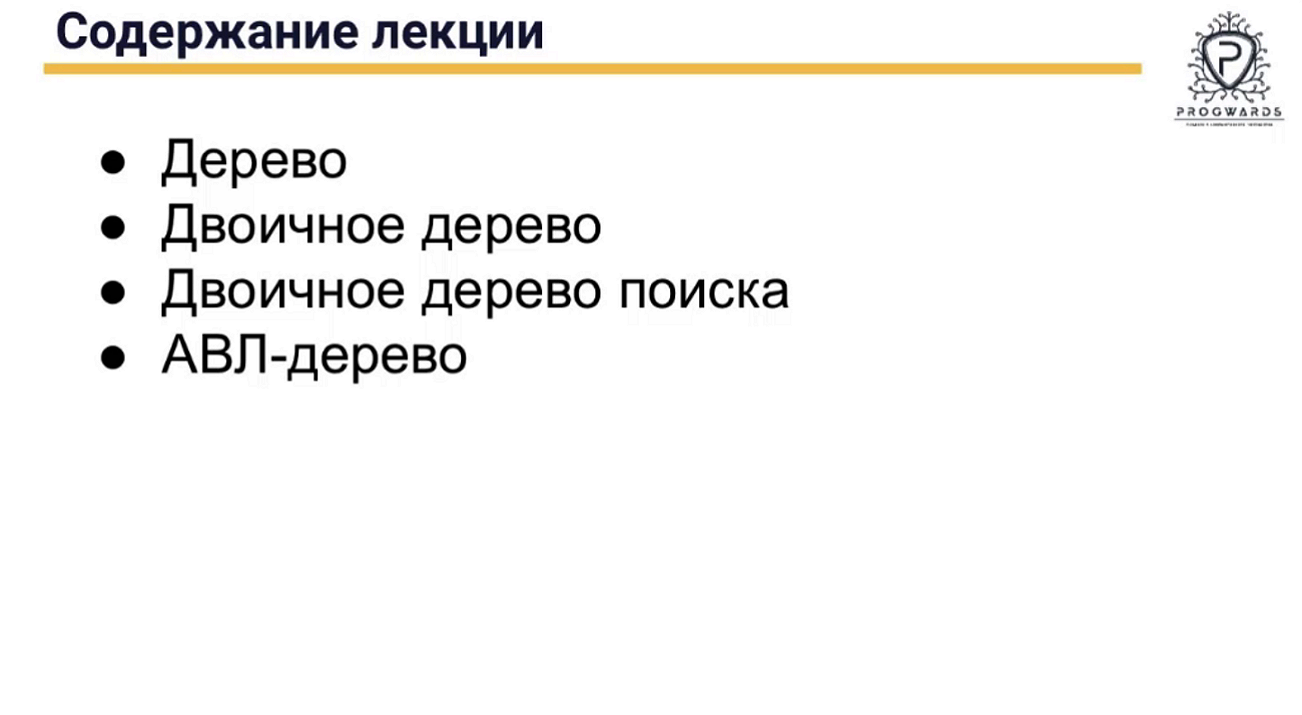 Содержание лекции
PROGWARDS
● Дерево
● Двоичное дерево
● Двоичное дерево поиска
● АВЛ-дерево